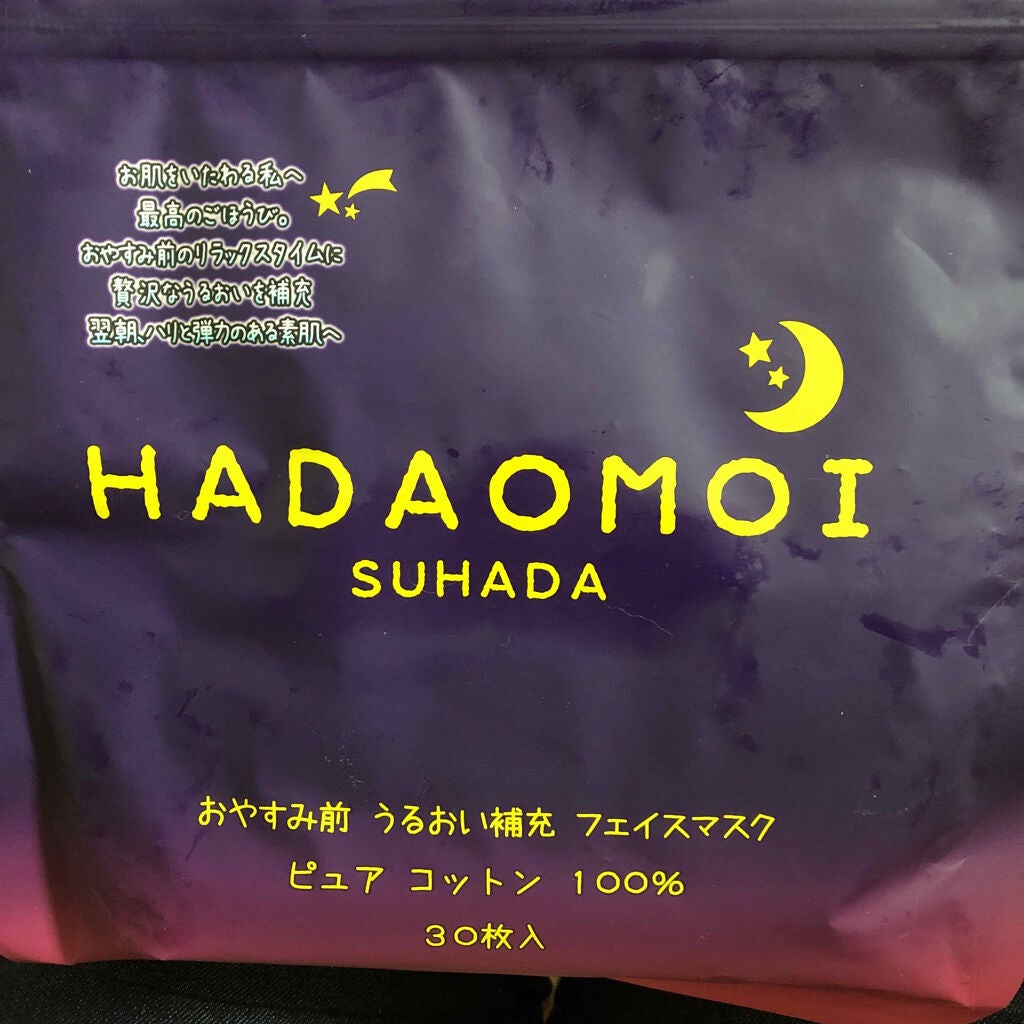 お肌をいたわる私へ
最高のごほうび。
おやすみ前のリラックスタイムに
贅沢なうるおいを補充
翌朝、ハリと弾力のある素肌へ
HADAOMOI
SUHADA
おやすみ前 うるおい補充 フェイスマスク
ピュア コットン 100%
30枚入